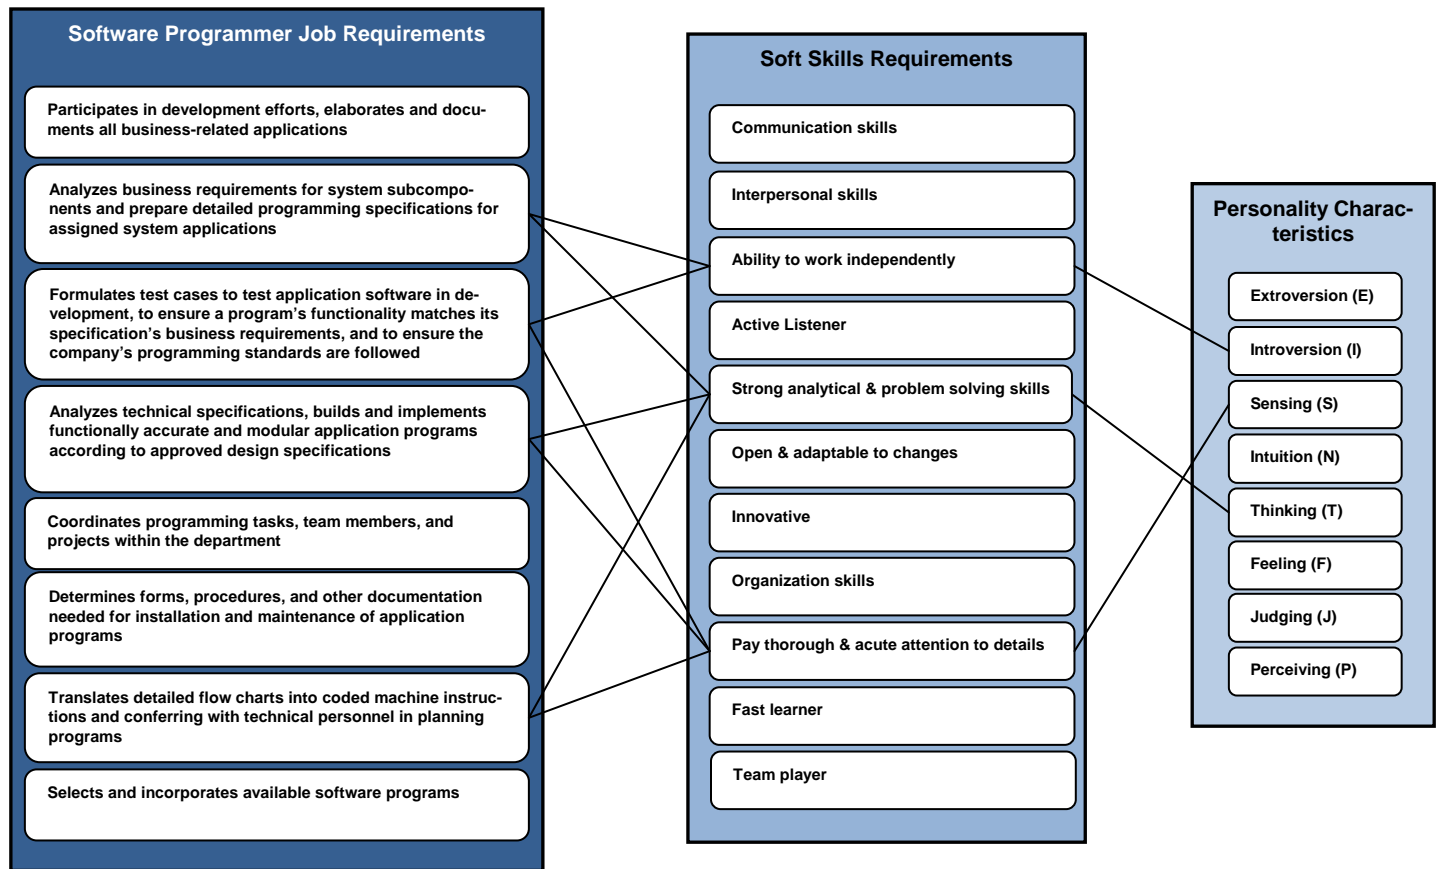 Software Programmer Job Requirements
Participates in development efforts, elaborates and docu-
ments all business-related applications
Analyzes business requirements for system subcompo-
nents and prepare detailed programming specifications for
assigned system applications
Formulates test cases to test application software in de-
velopment, to ensure a program’s functionality matches its
specification’s business requirements, and to ensure the
company’s programming standards are followed
Analyzes technical specifications, builds and implements
functionally accurate and modular application programs
according to approved design specifications
Coordinates programming tasks, team members, and
projects within the department
Determines forms, procedures, and other documentation
needed for installation and maintenance of application
programs
Translates detailed flow charts into coded machine instruc-
tions and conferring with technical personnel in planning
programs
Selects and incorporates available software programs
Soft Skills Requirements
Communication skills
Interpersonal skills
Ability to work independently
Active Listener
Strong analytical & problem solving skills
Open & adaptable to changes
Innovative
Organization skills
Pay thorough & acute attention to details
Fast learner
Team player
Personality Charac-
teristics
Extroversion (E)
Introversion (I)
Sensing (S)
Intuition (N)
Thinking (T)
Feeling (F)
Judging (J)
Perceiving (P)